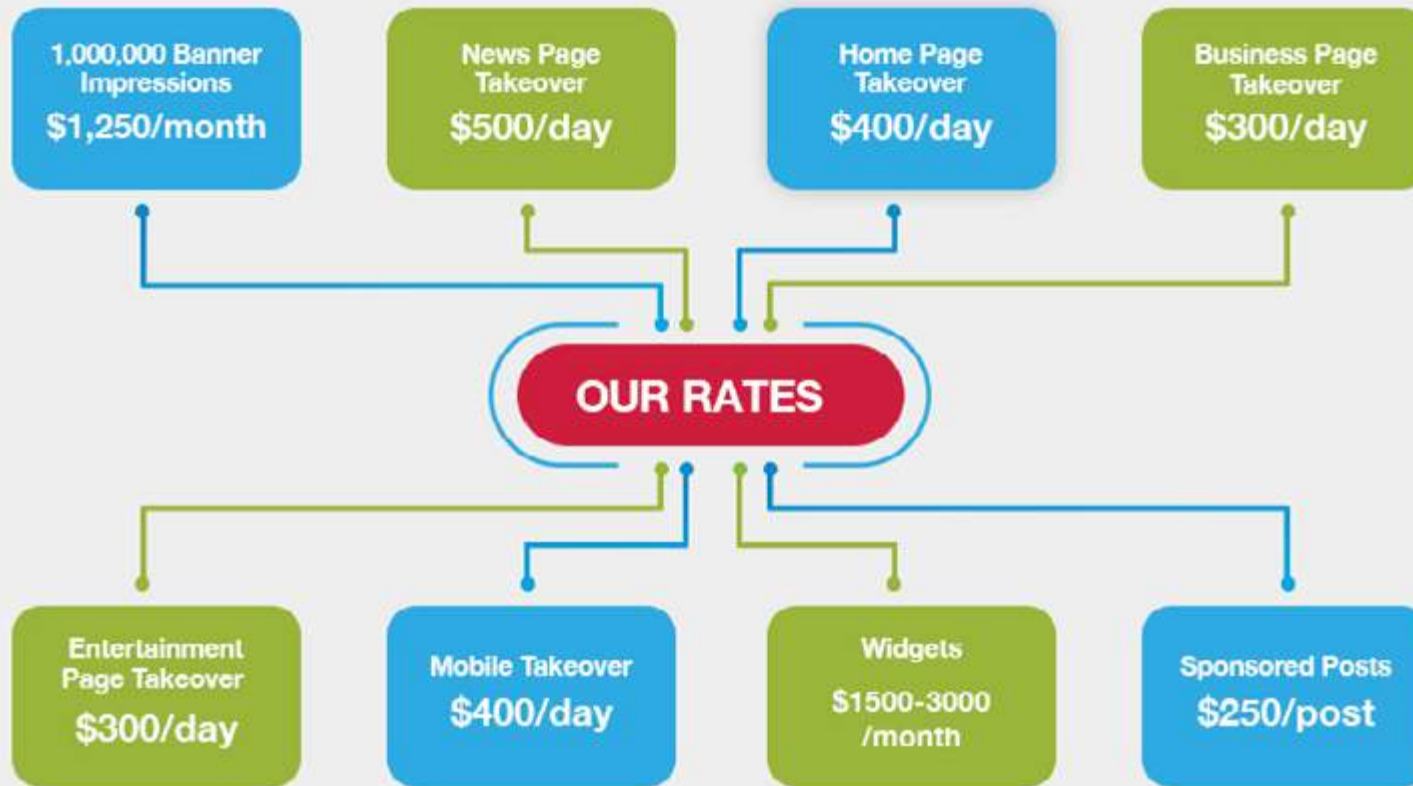 1,000,000 Banner
Impressions
$1,250/month
News Page
Takeover
$500/day
Home Page
Takeover
$400/day
Business Page
Takeover
$300/day
OUR RATES
Entertainment
Page Takeover
$300/day
Mobile Takeover
$400/day
Widgets
$1500-3000
/month
Sponsored Posts
$250/post